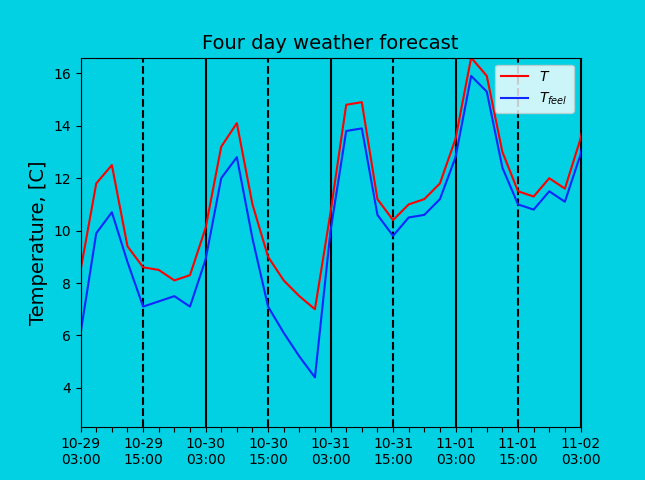 Four day weather forecast
T
T_feel
Temperature, [C]
16
14
12
10
8
6
4
10-29 10-29 10-30 10-30 10-31 10-31 11-01 11-01 11-02
03:00 15:00 03:00 15:00 03:00 15:00 03:00 15:00 03:00